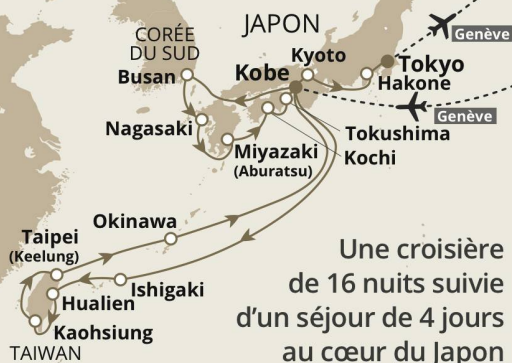 JAPON
CORÉE
DU SUD
Genève
Kyoto
Tokyo
Busan
Kobe
Hakone
Genève
Nagasaki
Tokushima
Miyazaki
(Aburatsu)
Kochi
Okinawa
Taipei
(Keelung)
Ishigaki
Hualien
Kaohsiung
TAIWAN
Une croisière
de 16 nuits suivie
d'un séjour de 4 jours
au cœur du Japon